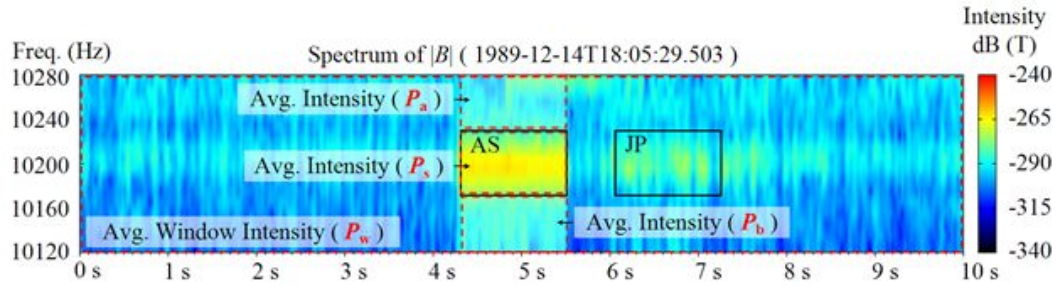 Intensity
dB (T)
Freq. (Hz)
Spectrum of |B| ( 1989-12-14T18:05:29.503 )
10280
10240
10200
10160
10120
Avg. Intensity ( Pa )
AS
JP
Avg. Intensity ( Ps )
Avg. Intensity ( Pb )
Avg. Window Intensity ( Pw )
0 s 1 s 2 s 3 s 4 s 5 s 6 s 7 s 8 s 9 s 10 s
-240
-265
-290
-315
-340